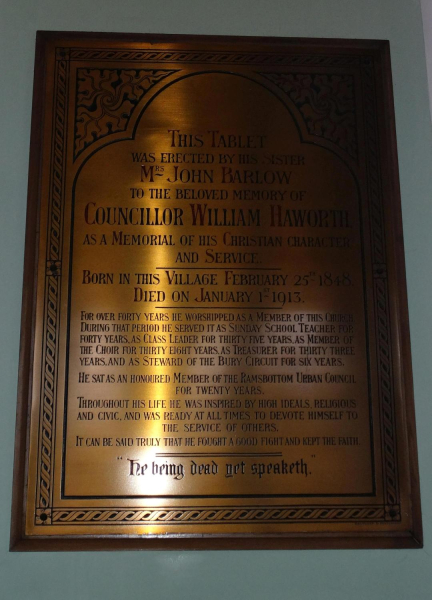 This Tablet
was erected by his sister
Mrs John Barlow
to the beloved memory of
Councillor William Haworth
as a Memorial of his Christian character
and Service.
Born in this Village February 25th 1848.
Died on January 1st 1913.
For over forty years he worshipped as a Member of this Church
During that period he served it as Sunday School Teacher for
forty years, as Class Leader for thirty five years, as Member of
the Choir for thirty eight years, as Treasurer for thirty three
years, and as Steward of the Bury Circuit for six years.
He sat as an honoured Member of the Ramsbottom Urban Council
for twenty years.
Throughout his life he was inspired by high ideals, religious
and civic, and was ready at all times to devote himself to
the service of others.
It can be said truly that he fought a good fight and kept the faith.
"He being dead yet speaketh."